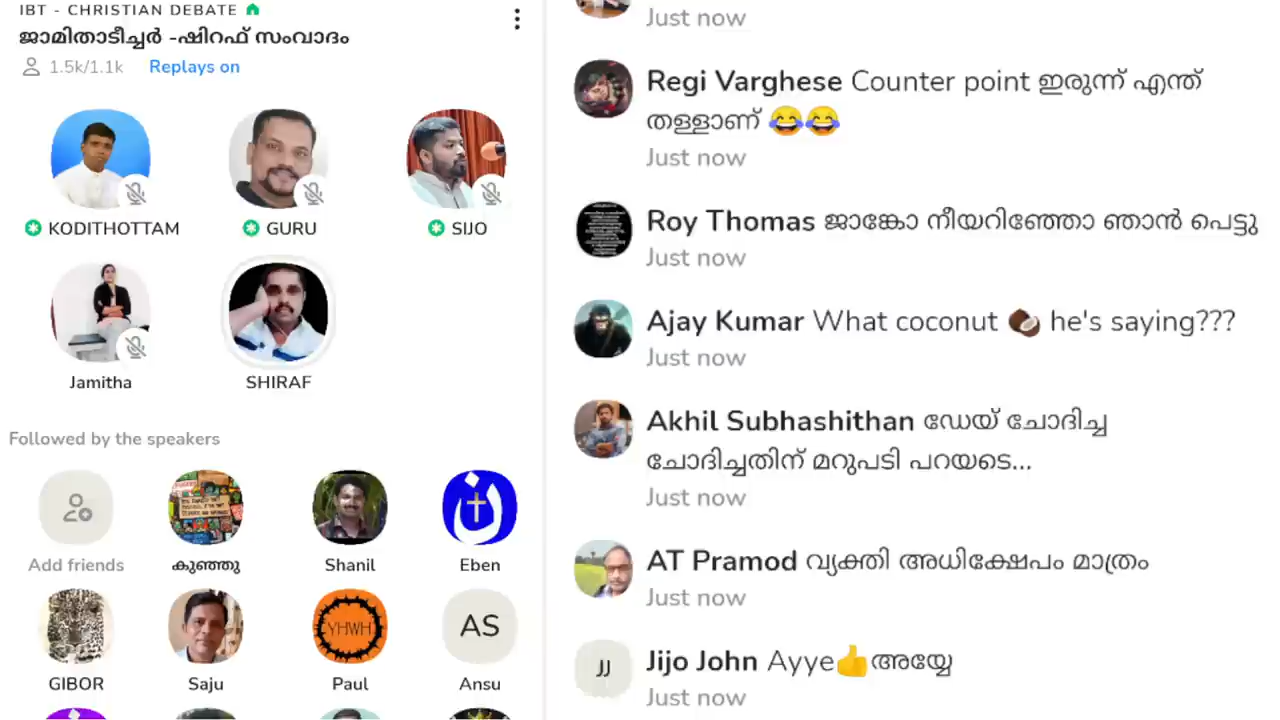 IBT - CHRISTIAN DEBATE
ജാമിതാടീച്ചർ -ഷിറഫ് സംവാദം
1.5k/1.1k Replays on
KODITHOTTAM GURU SIJO
Jamitha SHIRAF
Followed by the speakers
Add friends കുഞ്ഞു Shanil Eben
YHWH AS
GIBOR Saju Paul Ansu
Just now
Regi Varghese Counter point ഇരുന്ന് എന്ത്
തള്ളാണ് 😂😂
Just now
Roy Thomas ജാങ്കോ നീയറിഞ്ഞോ ഞാൻ പെട്ടു
Just now
Ajay Kumar What coconut 🥥 he's saying???
Just now
Akhil Subhashithan ഡേയ് ചോദിച്ച
ചോദിച്ചതിന് മറുപടി പറയടെ...
Just now
AT Pramod വ്യക്തി അധിക്ഷേപം മാത്രം
Just now
JJ
Jijo John Ayye👍അയ്യേ
Just now